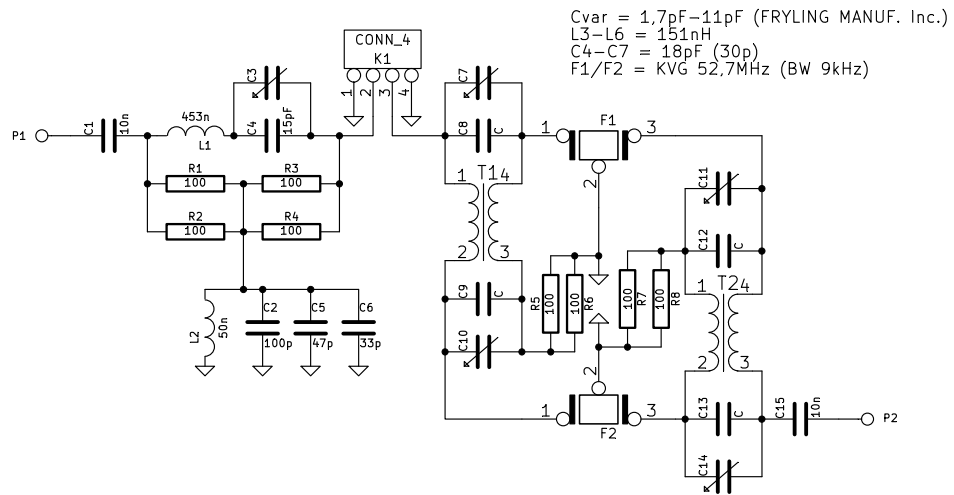 Cvar = 1,7pF-11pF (FRYLING MANUF. Inc.)
L3-L6 = 151nH
C4-C7 = 18pF (30p)
F1/F2 = KVG 52,7MHz (BW 9kHz)
CONN_4
K1
1
2
3
4
C3
C4
15pF
453n
L1
P1
C1
10n
R1
100
R3
100
R2
100
R4
100
L2
50n
C2
100p
C5
47p
C6
33p
C7
C8
C
1
T1
4
2
3
C9
C
C10
1
F1
3
2
R5
100
100
R6
100
R7
100
R8
2
1
3
F2
C11
C12
C
1
T2
4
2
3
C13
C
C14
C15
10n
P2